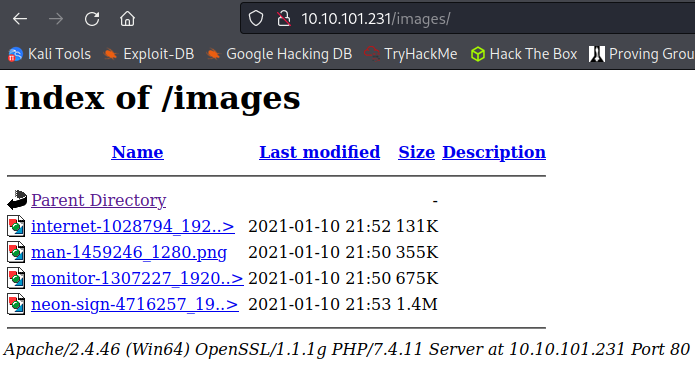 10.10.101.231/images/
Kali Tools Exploit-DB Google Hacking DB TryHackMe Hack The Box Proving Grou
Index of /images
Name Last modified Size Description
Parent Directory -
internet-1028794_192..> 2021-01-10 21:52 131K
man-1459246_1280.png 2021-01-10 21:50 355K
monitor-1307227_1920..> 2021-01-10 21:50 675K
neon-sign-4716257_19..> 2021-01-10 21:53 1.4M
Apache/2.4.46 (Win64) OpenSSL/1.1.1g PHP/7.4.11 Server at 10.10.101.231 Port 80